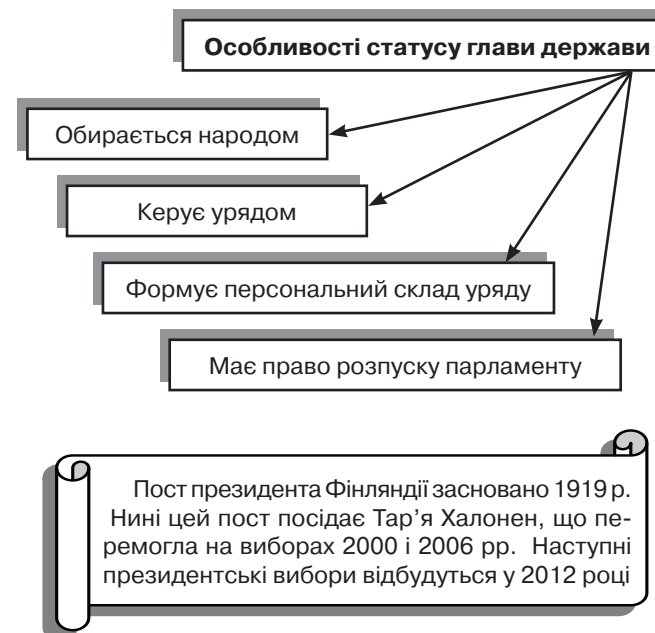 Особливості статусу глави держави
Обирається народом
Керує урядом
Формує персональний склад уряду
Має право розпуску парламенту
Пост президента Фінляндії засновано 1919 р.
Нині цей пост посідає Тар’я Халонен, що пе-
ремогла на виборах 2000 і 2006 рр. Наступні
президентські вибори відбудуться у 2012 році